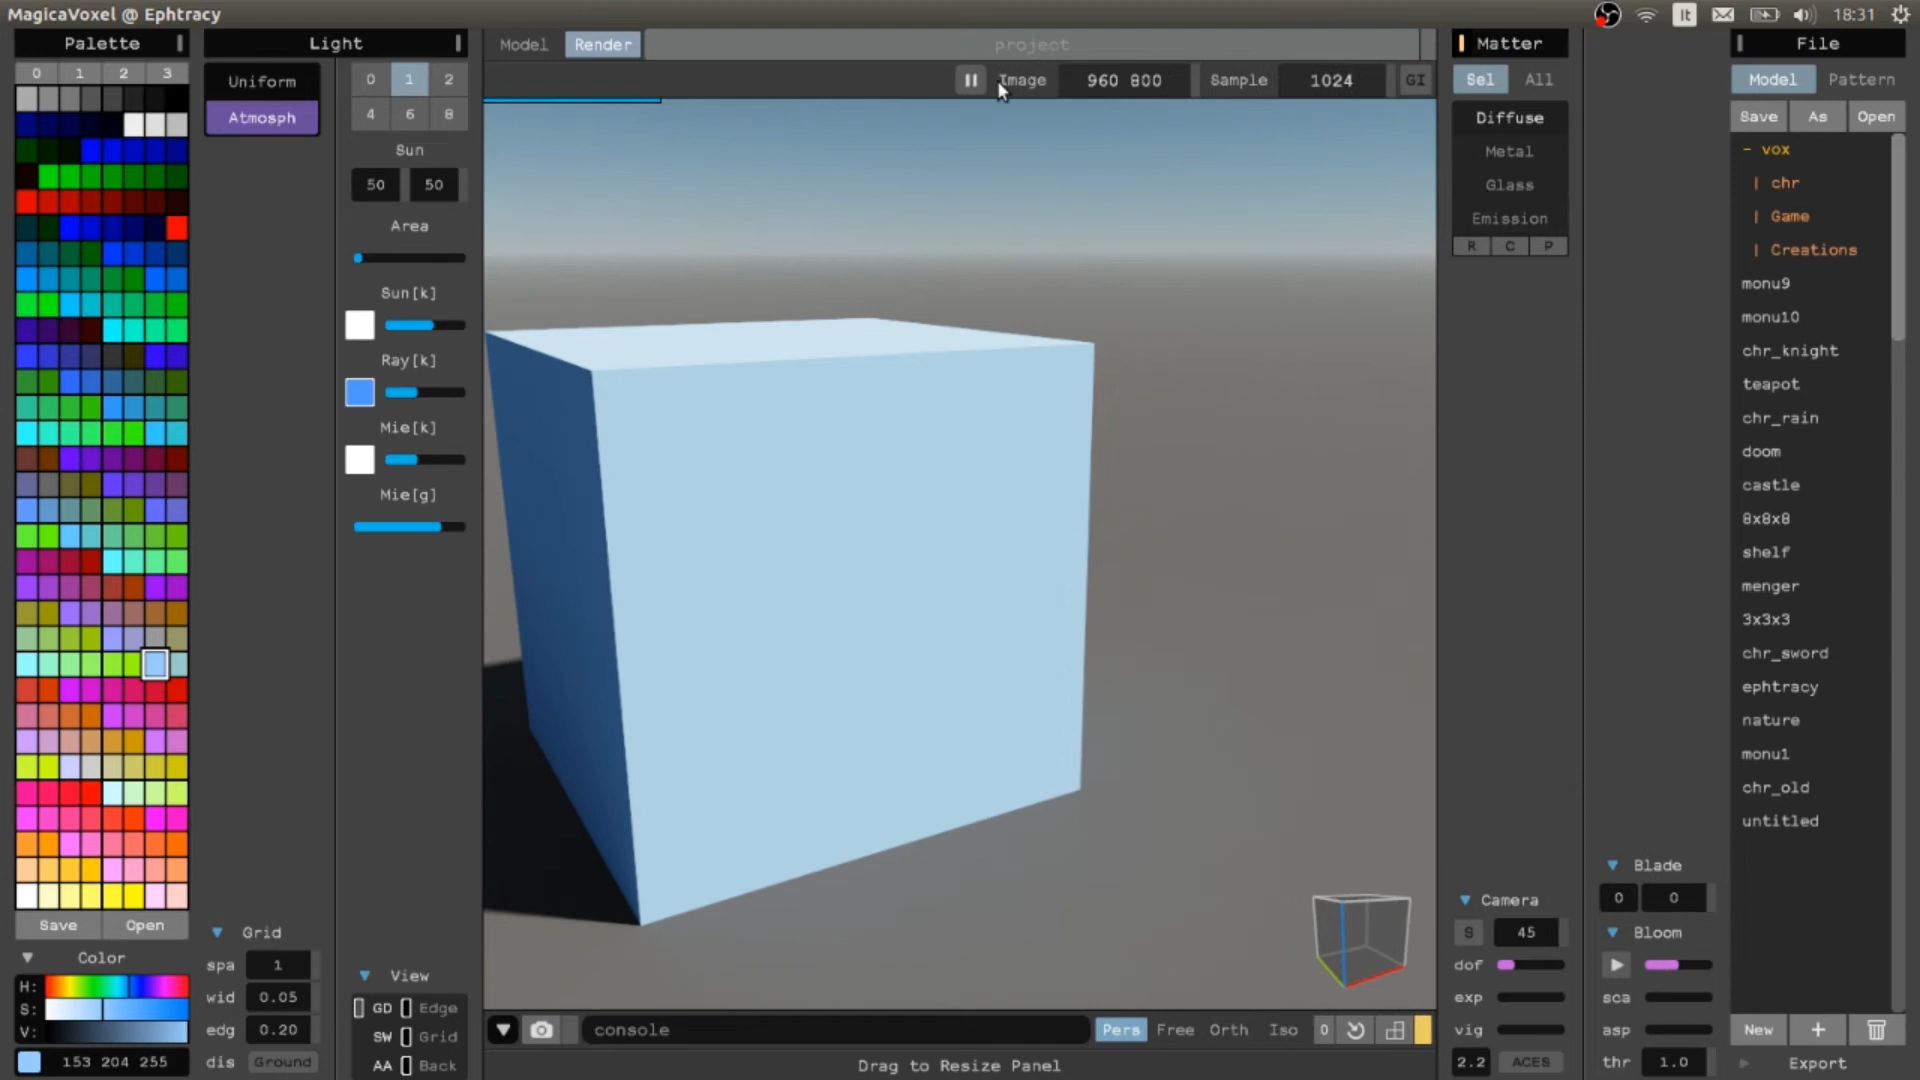 MagicaVoxel @ Ephtracy
It
18:31
Palette
Light
Model
Render
project
Matter
File
0 1 2 3
Uniform
Atmosph
0 1 2
4 6 8
Image
960 800
Sample
1024
GI
Sel
All
Model
Pattern
Save
As
Open
Sun
50 50
Area
Sun[k]
Ray[k]
Mie[k]
Mie[g]
Diffuse
Metal
Glass
Emission
R C P
- vox
| chr
| Game
| Creations
monu9
monu10
chr_knight
teapot
chr_rain
doom
castle
8x8x8
shelf
menger
3x3x3
chr_sword
ephtracy
nature
monu1
chr_old
untitled
Save
Open
Color
H:
S:
V:
153 204 255
Grid
spa 1
wid 0.05
edg 0.20
dis Ground
View
GD Edge
SW Grid
AA Back
console
Pers
Free
Orth
Iso
0
Drag to Resize Panel
Camera
S 45
dof
exp
vig
2.2 ACES
Blade
0 0
Bloom
sca
asp
thr 1.0
New
+
Export